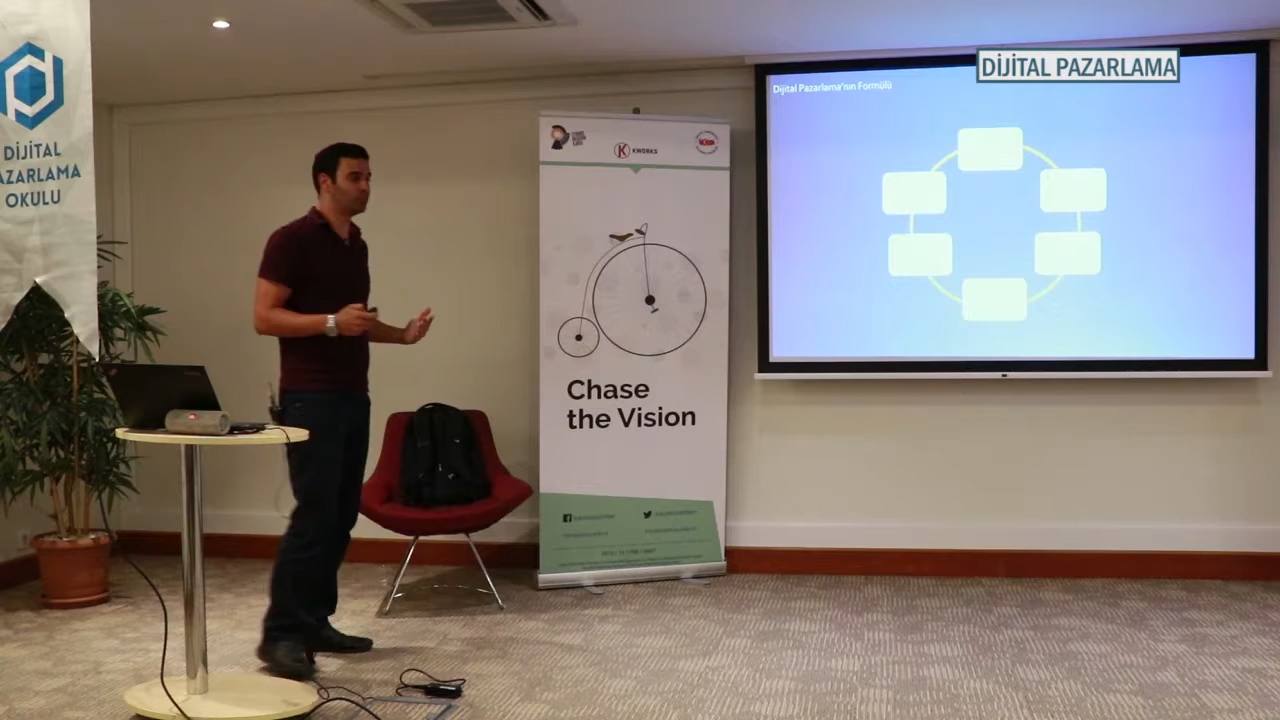 DİJİTAL
PAZARLAMA
OKULU
KWORKS
Chase
the Vision
DİJİTAL PAZARLAMA
Dijital Pazarlama'nın Formülü